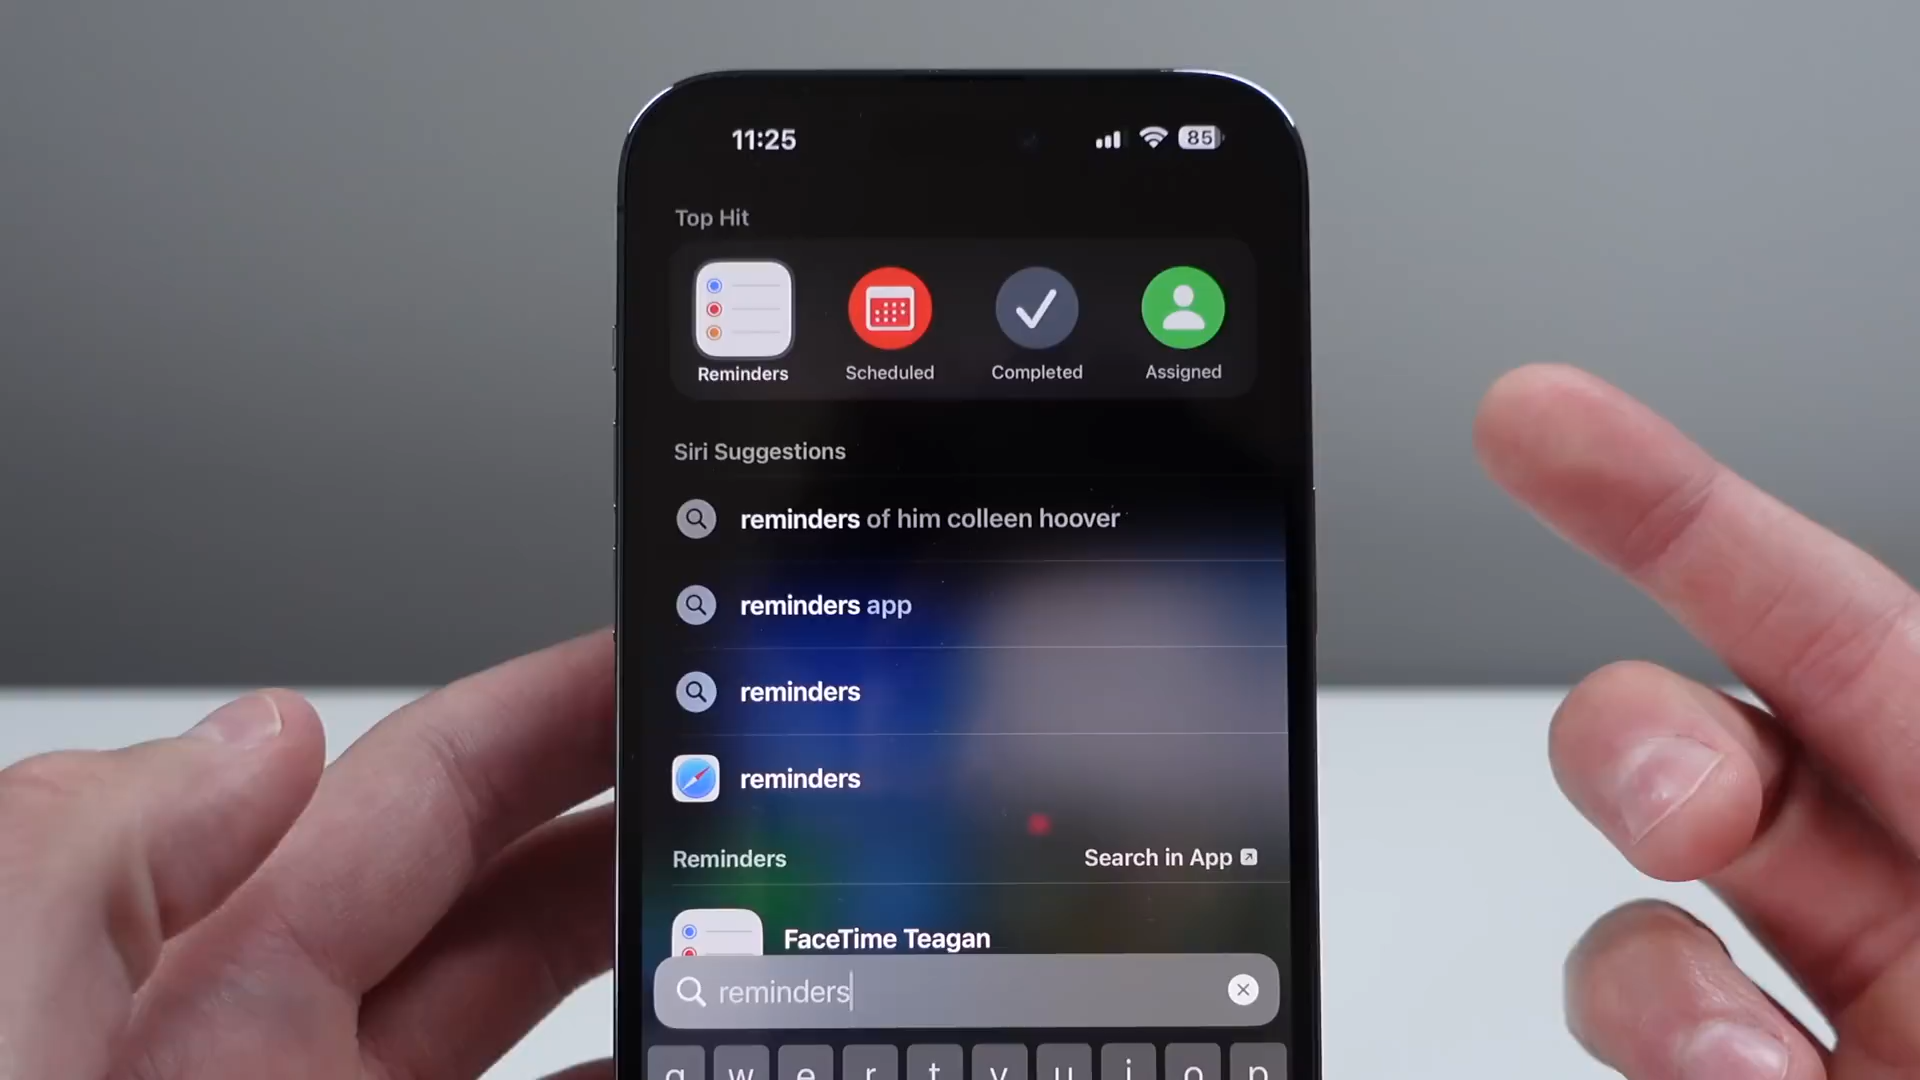 11:25
85
Top Hit
Reminders Scheduled Completed Assigned
Siri Suggestions
reminders of him colleen hoover
reminders app
reminders
reminders
Reminders Search in App
FaceTime Teagan
reminders
q w e r t y u i o p